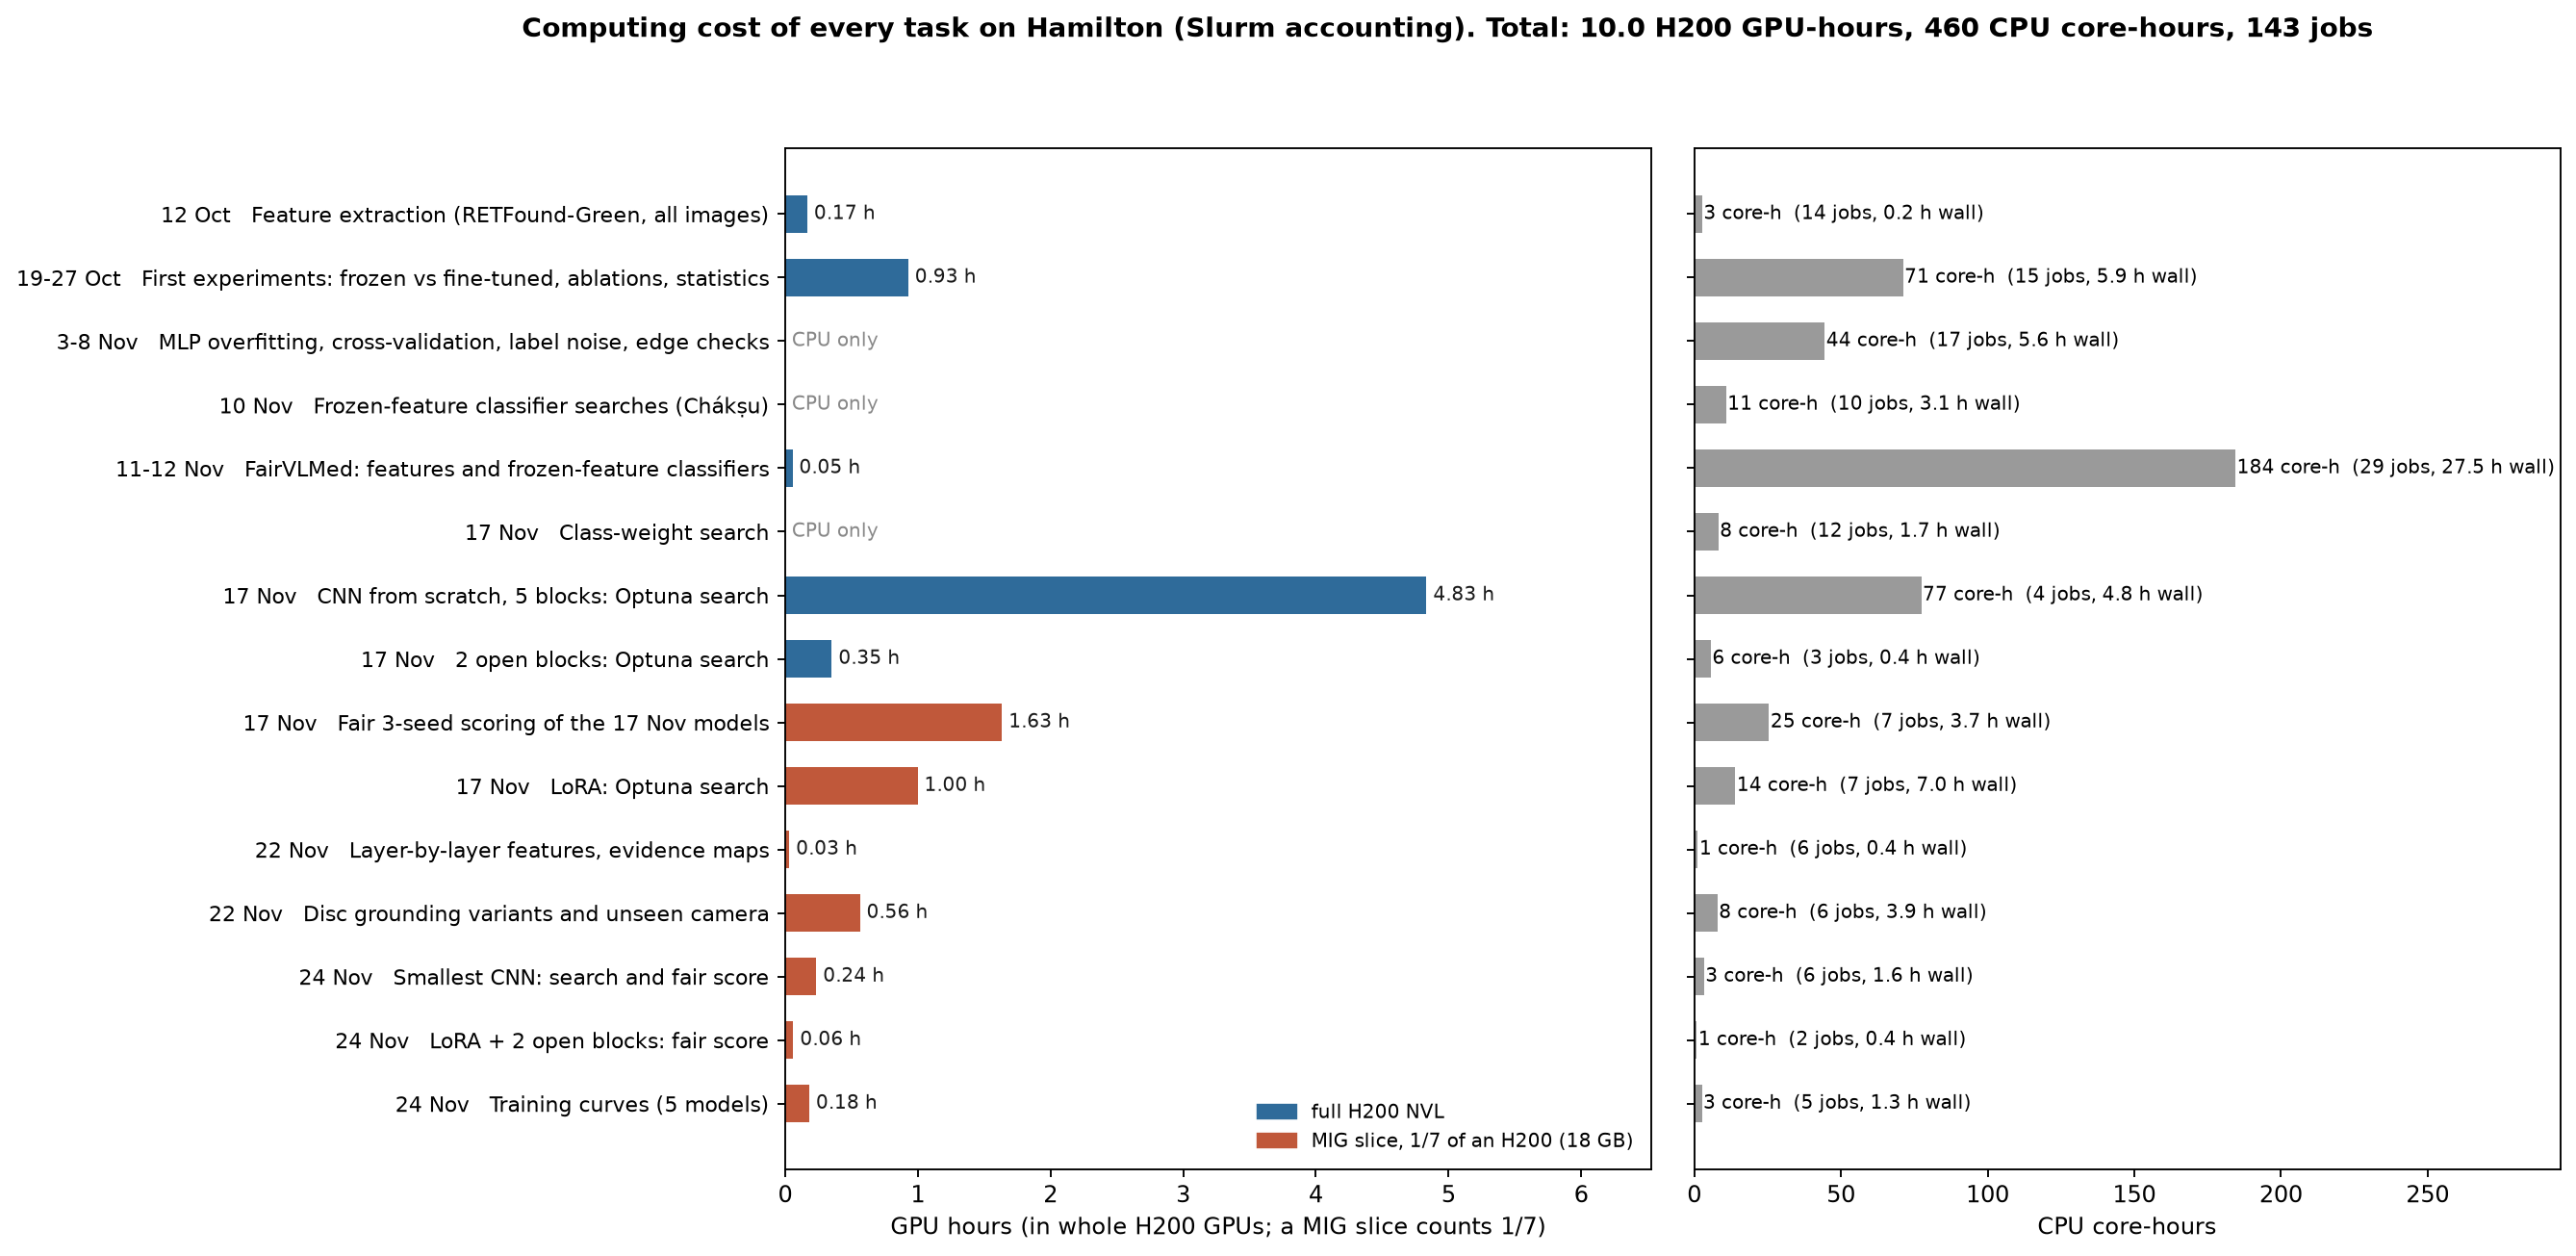 Computing cost of every task on Hamilton (Slurm accounting). Total: 10.0 H200 GPU-hours, 460 CPU core-hours, 143 jobs
12 Oct   Feature extraction (RETFound-Green, all images)   0.17 h   3 core-h  (14 jobs, 0.2 h wall)
19-27 Oct   First experiments: frozen vs fine-tuned, ablations, statistics   0.93 h   71 core-h  (15 jobs, 5.9 h wall)
3-8 Nov   MLP overfitting, cross-validation, label noise, edge checks   CPU only   44 core-h  (17 jobs, 5.6 h wall)
10 Nov   Frozen-feature classifier searches (Chákṣu)   CPU only   11 core-h  (10 jobs, 3.1 h wall)
11-12 Nov   FairVLMed: features and frozen-feature classifiers   0.05 h   184 core-h  (29 jobs, 27.5 h wall)
17 Nov   Class-weight search   CPU only   8 core-h  (12 jobs, 1.7 h wall)
17 Nov   CNN from scratch, 5 blocks: Optuna search   4.83 h   77 core-h  (4 jobs, 4.8 h wall)
17 Nov   2 open blocks: Optuna search   0.35 h   6 core-h  (3 jobs, 0.4 h wall)
17 Nov   Fair 3-seed scoring of the 17 Nov models   1.63 h   25 core-h  (7 jobs, 3.7 h wall)
17 Nov   LoRA: Optuna search   1.00 h   14 core-h  (7 jobs, 7.0 h wall)
22 Nov   Layer-by-layer features, evidence maps   0.03 h   1 core-h  (6 jobs, 0.4 h wall)
22 Nov   Disc grounding variants and unseen camera   0.56 h   8 core-h  (6 jobs, 3.9 h wall)
24 Nov   Smallest CNN: search and fair score   0.24 h   3 core-h  (6 jobs, 1.6 h wall)
24 Nov   LoRA + 2 open blocks: fair score   0.06 h   1 core-h  (2 jobs, 0.4 h wall)
24 Nov   Training curves (5 models)   0.18 h   3 core-h  (5 jobs, 1.3 h wall)
full H200 NVL
MIG slice, 1/7 of an H200 (18 GB)
0 1 2 3 4 5 6
GPU hours (in whole H200 GPUs; a MIG slice counts 1/7)
0 50 100 150 200 250
CPU core-hours